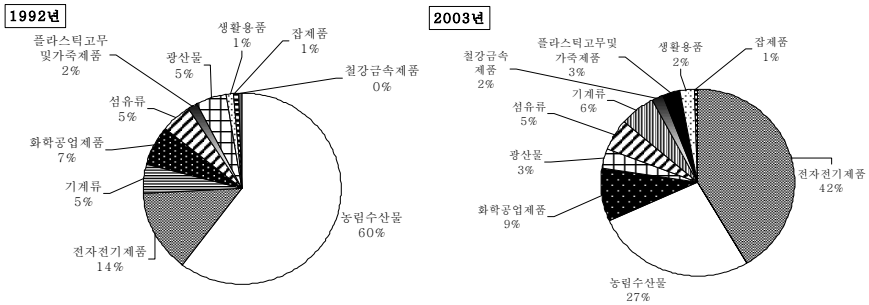 1992년
생활용품
1%
잡제품
1%
플라스틱고무
및가죽제품
2%
광산물
5%
철강금속제품
0%
섬유류
5%
화학공업제품
7%
기계류
5%
전자전기제품
14%
농림수산물
60%
2003년
플라스틱고무및
가죽제품
3%
생활용품
2%
잡제품
1%
철강금속
제품
2%
기계류
6%
섬유류
5%
광산물
3%
화학공업제품
9%
전자전기제품
42%
농림수산물
27%